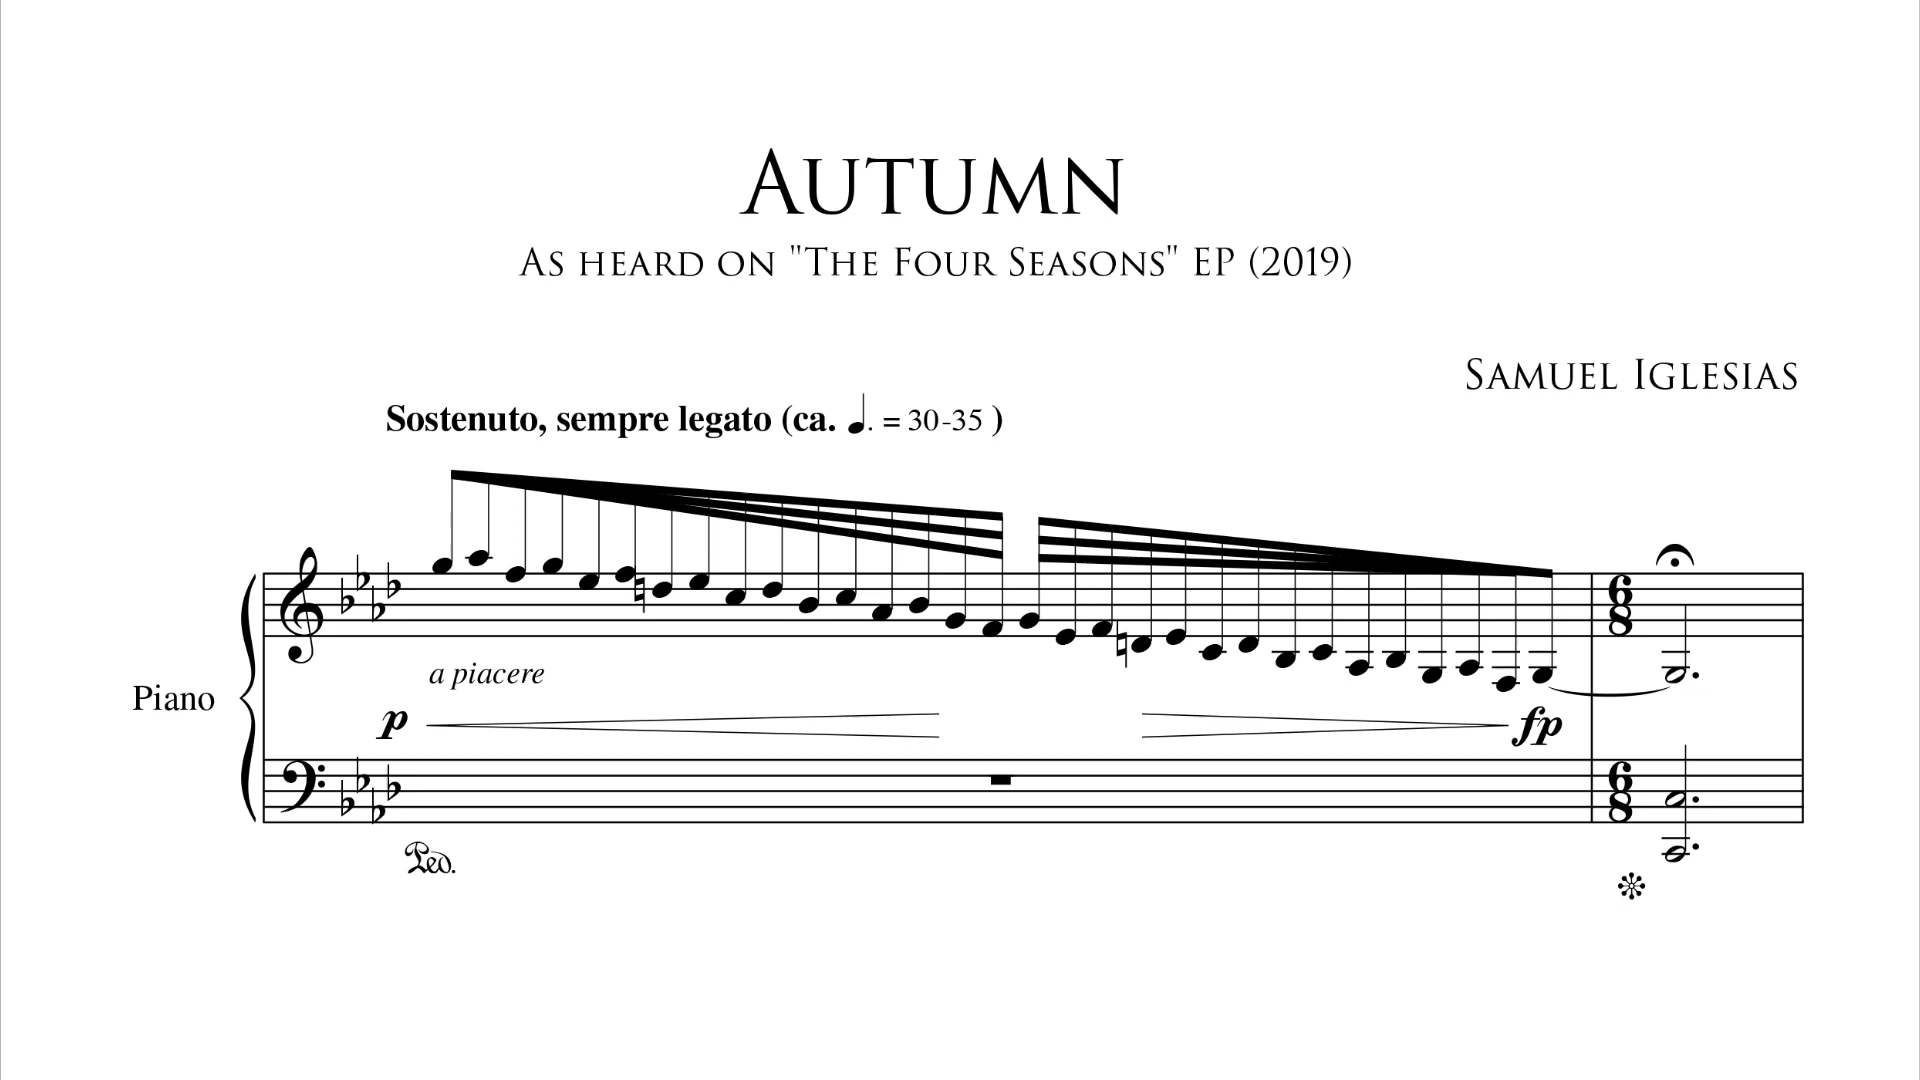 AUTUMN
AS HEARD ON "THE FOUR SEASONS" EP (2019)
SAMUEL IGLESIAS
Sostenuto, sempre legato (ca. ♩. = 30-35 )
a piacere
Piano
p
fp
6
8
6
8
Ped.